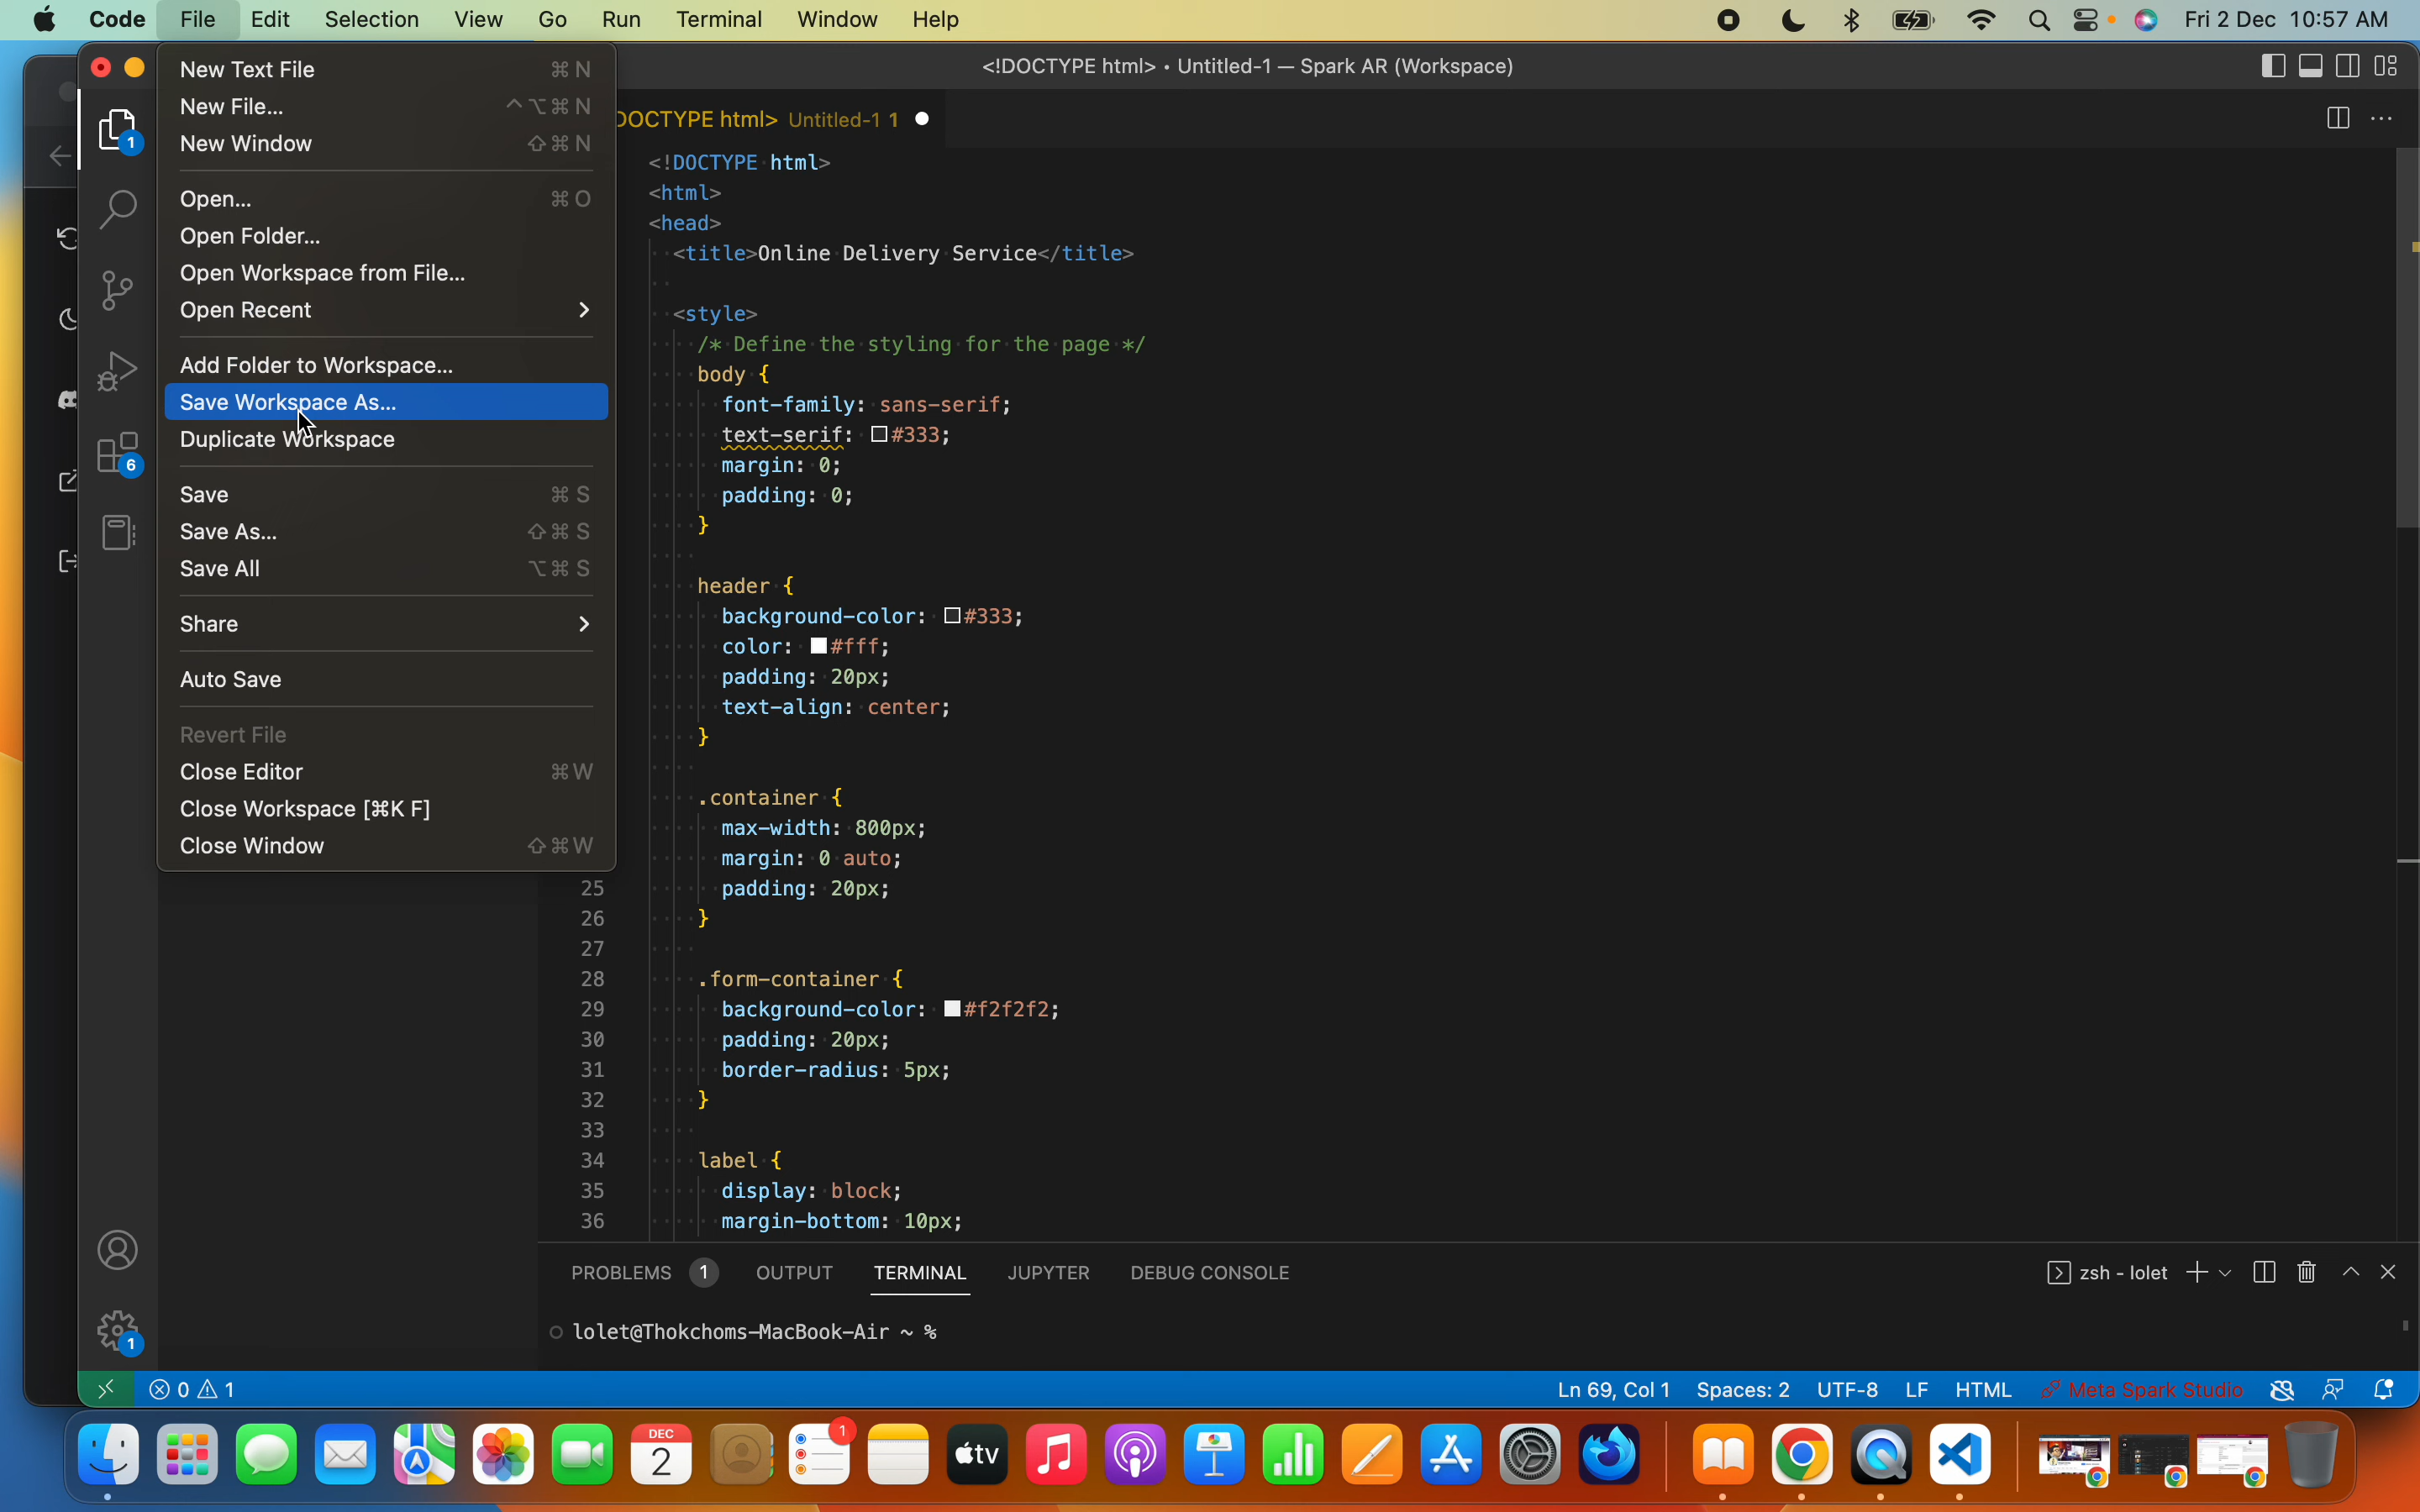 Code File Edit Selection View Go Run Terminal Window Help Fri 2 Dec 10:57 AM
<!DOCTYPE html> • Untitled-1 — Spark AR (Workspace)
New Text File ⌘ N
New File... ^⌥⌘ N
New Window ⇧⌘ N
Open... ⌘ O
Open Folder...
Open Workspace from File...
Open Recent >
Add Folder to Workspace...
Save Workspace As...
Duplicate Workspace
Save ⌘ S
Save As... ⇧⌘ S
Save All ⌥⌘ S
Share >
Auto Save
Revert File
Close Editor ⌘W
Close Workspace [⌘K F]
Close Window ⇧⌘W
1
6
1
DOCTYPE html> Untitled-1 1
<!DOCTYPE html>
<html>
<head>
<title>Online Delivery Service</title>
<style>
/* Define the styling for the page */
body {
font-family: sans-serif;
text-serif: #333;
margin: 0;
padding: 0;
}
header {
background-color: #333;
color: #fff;
padding: 20px;
text-align: center;
}
.container {
max-width: 800px;
margin: 0 auto;
25 padding: 20px;
26 }
27
28 .form-container {
29 background-color: #f2f2f2;
30 padding: 20px;
31 border-radius: 5px;
32 }
33
34 label {
35 display: block;
36 margin-bottom: 10px;
PROBLEMS 1 OUTPUT TERMINAL JUPYTER DEBUG CONSOLE zsh - lolet
lolet@Thokchoms-MacBook-Air ~ %
0 1 Ln 69, Col 1 Spaces: 2 UTF-8 LF HTML Meta Spark Studio
DEC
2
1
tv